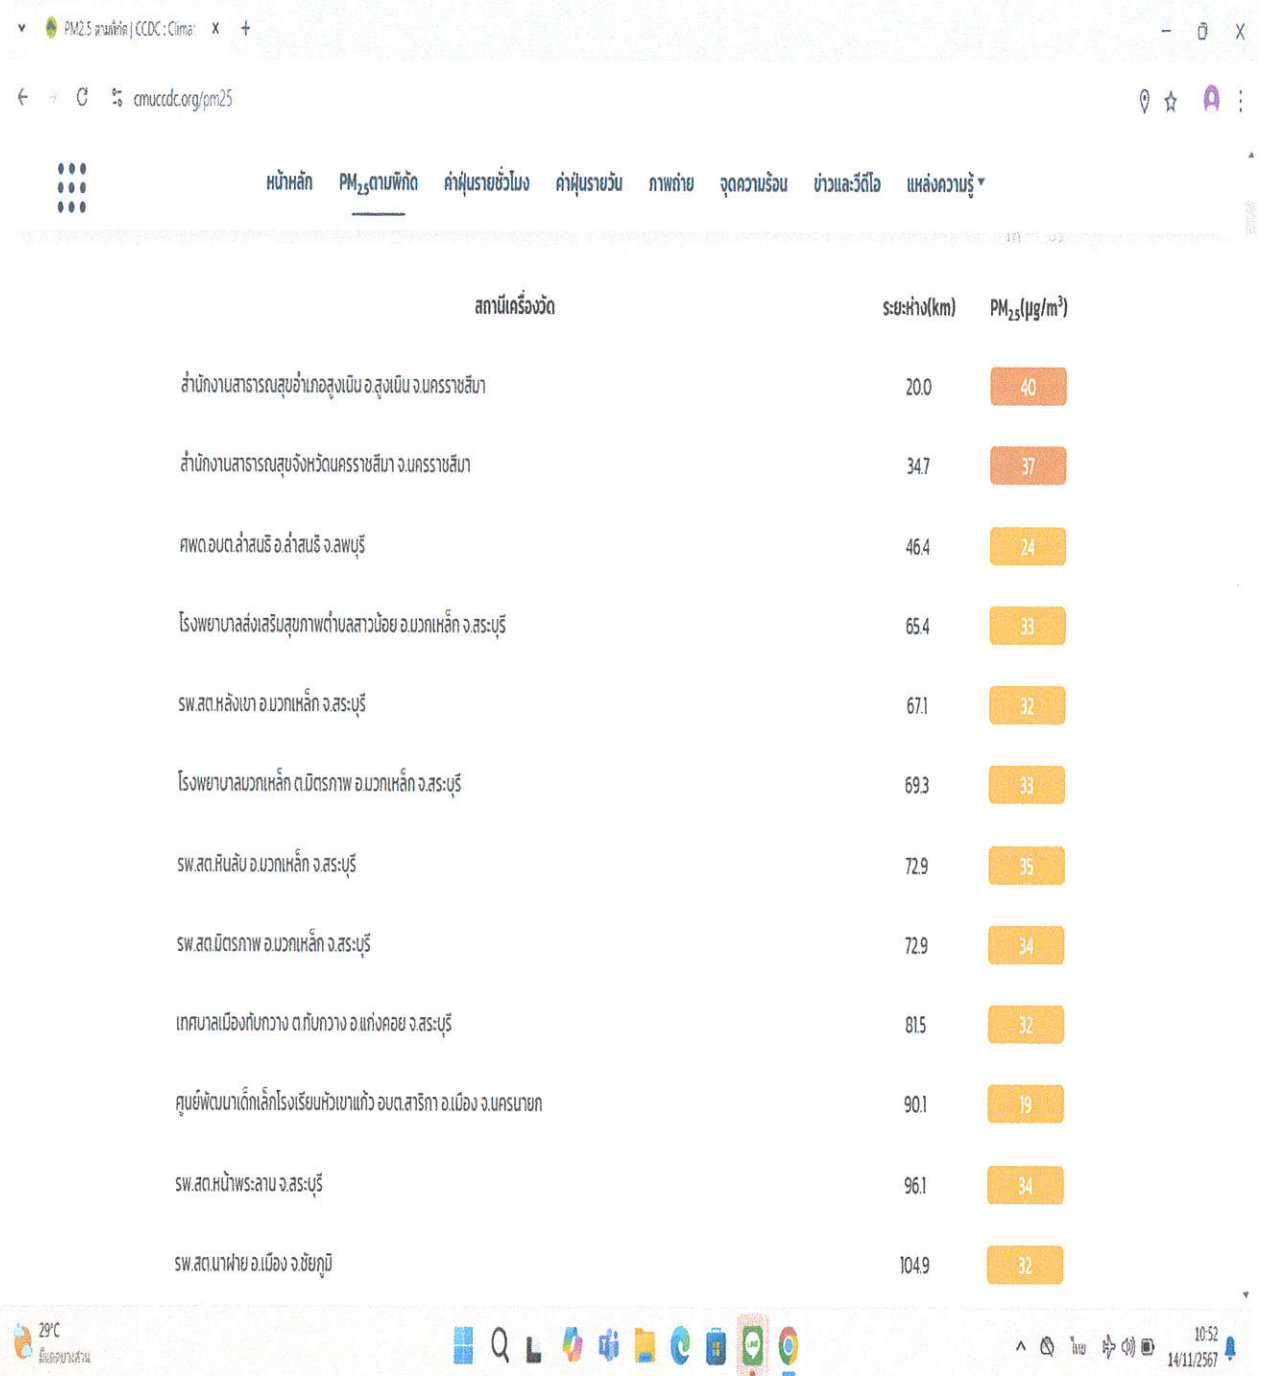 PM2.5 ตามพิกัด | CCDC : Clima
cmuccdc.org/pm25
หน้าหลัก PM2.5ตามพิกัด ค่าฝุ่นรายชั่วโมง ค่าฝุ่นรายวัน ภาพถ่าย จุดความร้อน ข่าวและวีดีโอ แหล่งความรู้
สถานีเครื่องวัด ระยะห่าง(km) PM2.5(µg/m³)
สำนักงานสาธารณสุขอำเภอสูงเนิน อ.สูงเนิน จ.นครราชสีมา 20.0 40
สำนักงานสาธารณสุขจังหวัดนครราชสีมา จ.นครราชสีมา 34.7 37
ศพด.อบต.ลำสนธิ อ.ลำสนธิ จ.ลพบุรี 46.4 24
โรงพยาบาลส่งเสริมสุขภาพตำบลสาวน้อย อ.มวกเหล็ก จ.สระบุรี 65.4 33
รพ.สต.หลังเขา อ.มวกเหล็ก จ.สระบุรี 67.1 32
โรงพยาบาลมวกเหล็ก ต.มิตรภาพ อ.มวกเหล็ก จ.สระบุรี 69.3 33
รพ.สต.หินลับ อ.มวกเหล็ก จ.สระบุรี 72.9 35
รพ.สต.มิตรภาพ อ.มวกเหล็ก จ.สระบุรี 72.9 34
เทศบาลเมืองทับกวาง ต.ทับกวาง อ.แก่งคอย จ.สระบุรี 81.5 32
ศูนย์พัฒนาเด็กเล็กโรงเรียนหัวเขาแก้ว อบต.สาริกา อ.เมือง จ.นครนายก 90.1 19
รพ.สต.หน้าพระลาน จ.สระบุรี 96.1 34
รพ.สต.นาฝาย อ.เมือง จ.ชัยภูมิ 104.9 32
29°C
มีแดดบางส่วน
ไทย
10:52
14/11/2567